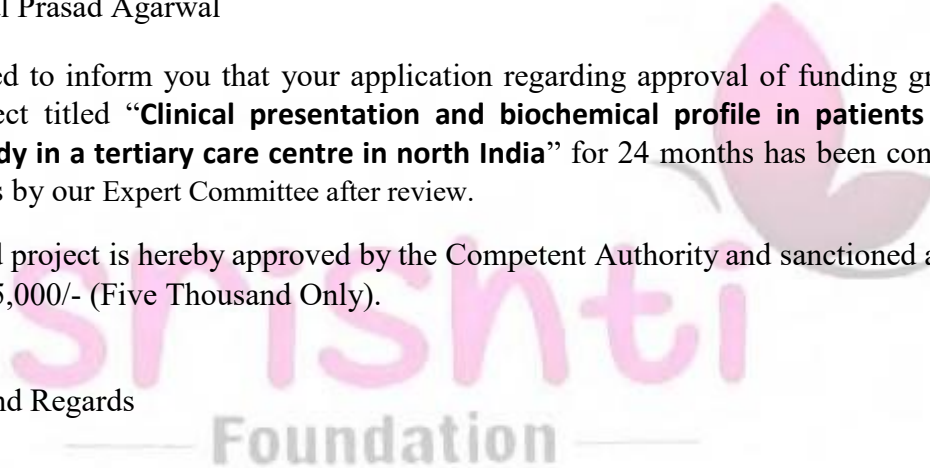 l Prasad Agarwal
ed to inform you that your application regarding approval of funding gr
ect titled “Clinical presentation and biochemical profile in patients
dy in a tertiary care centre in north India” for 24 months has been con
s by our Expert Committee after review.
d project is hereby approved by the Competent Authority and sanctioned a
5,000/- (Five Thousand Only).
srishti
nd Regards
Foundation